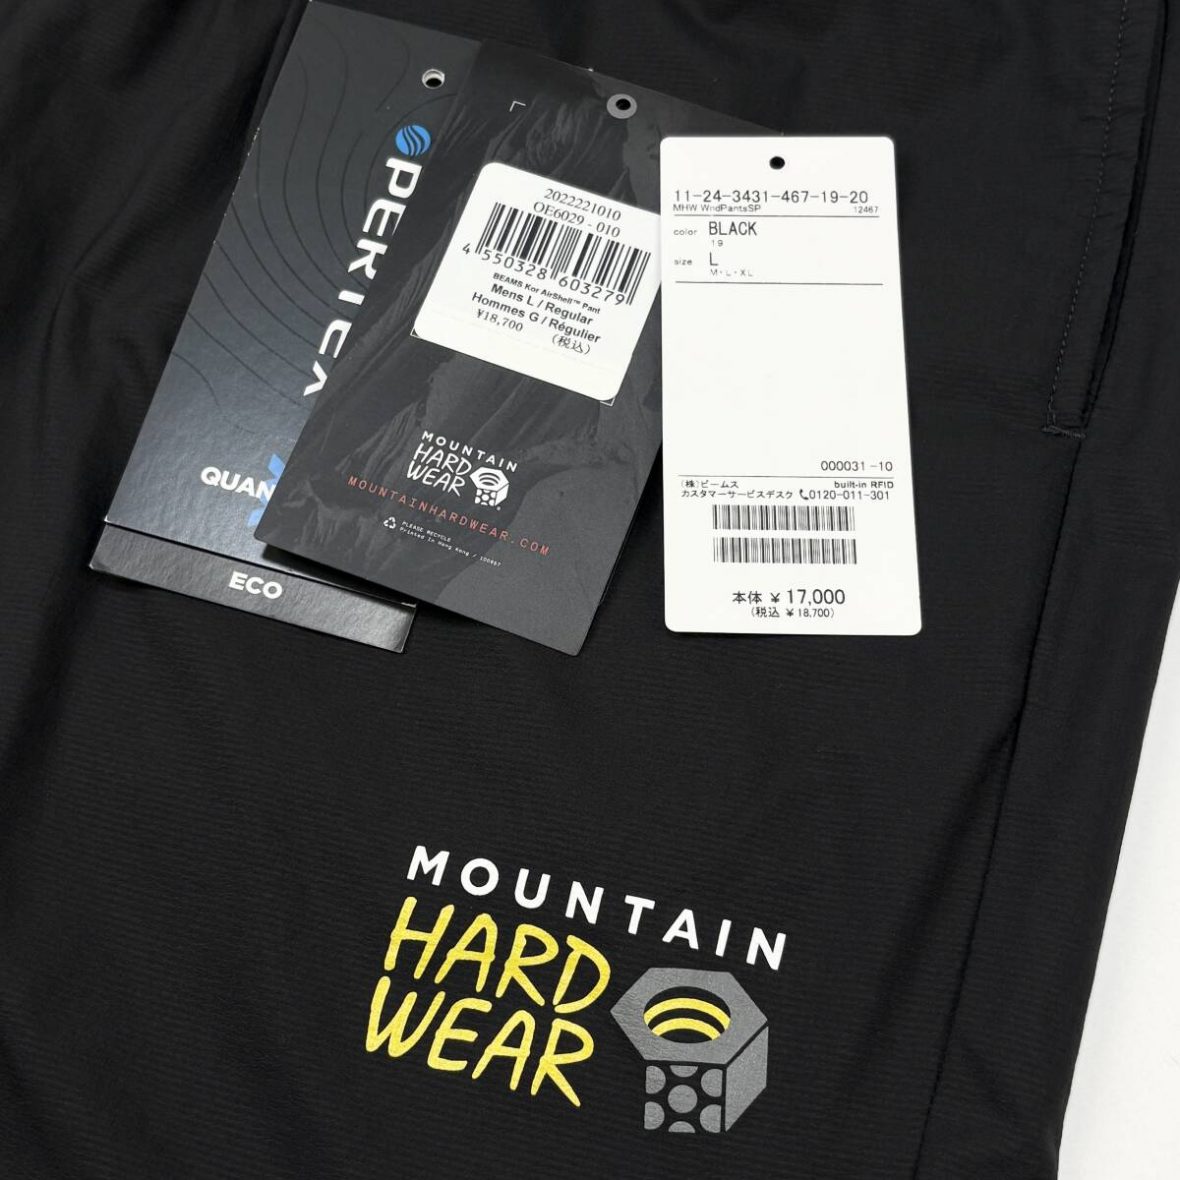 PERTEX
QUAN
ECO
2022221010
OE6029 - 010
4 550328 603279
BEAMS Kor AirShell™ Pant
Mens L / Regular
Hommes G / Régulier
¥18,700 (税込)
MOUNTAIN
HARD
WEAR
MOUNTAINHARDWEAR.COM
PLEASE RECYCLE
Printed in Hong Kong / 100867
11-24-3431-467-19-20
MHW WndPantsSP 12467
color BLACK
19
size L
M・L・XL
000031 -10
(株)ビームス built-in RFID
カスタマーサービスデスク 0120-011-301
本体 ¥ 17,000
(税込 ¥ 18,700)
MOUNTAIN
HARD
WEAR